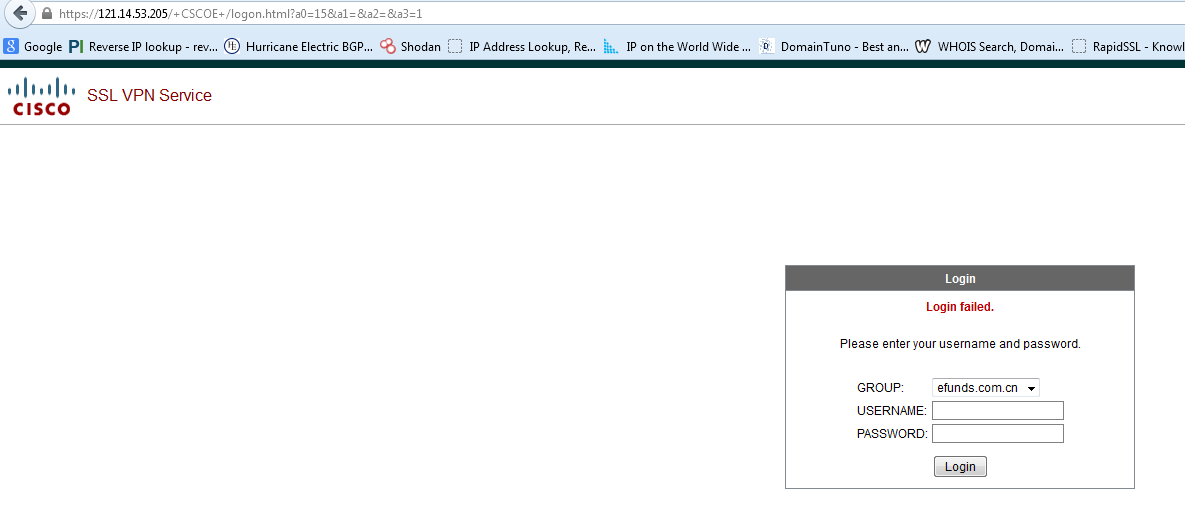 https://121.14.53.205/+CSCOE+/logon.html?a0=15&a1=&a2=&a3=1
Google Reverse IP lookup - rev... Hurricane Electric BGP... Shodan IP Address Lookup, Re... IP on the World Wide ... DomainTuno - Best an... WHOIS Search, Domai... RapidSSL - Knowl
CISCO SSL VPN Service
Login
Login failed.
Please enter your username and password.
GROUP: efunds.com.cn
USERNAME:
PASSWORD:
Login